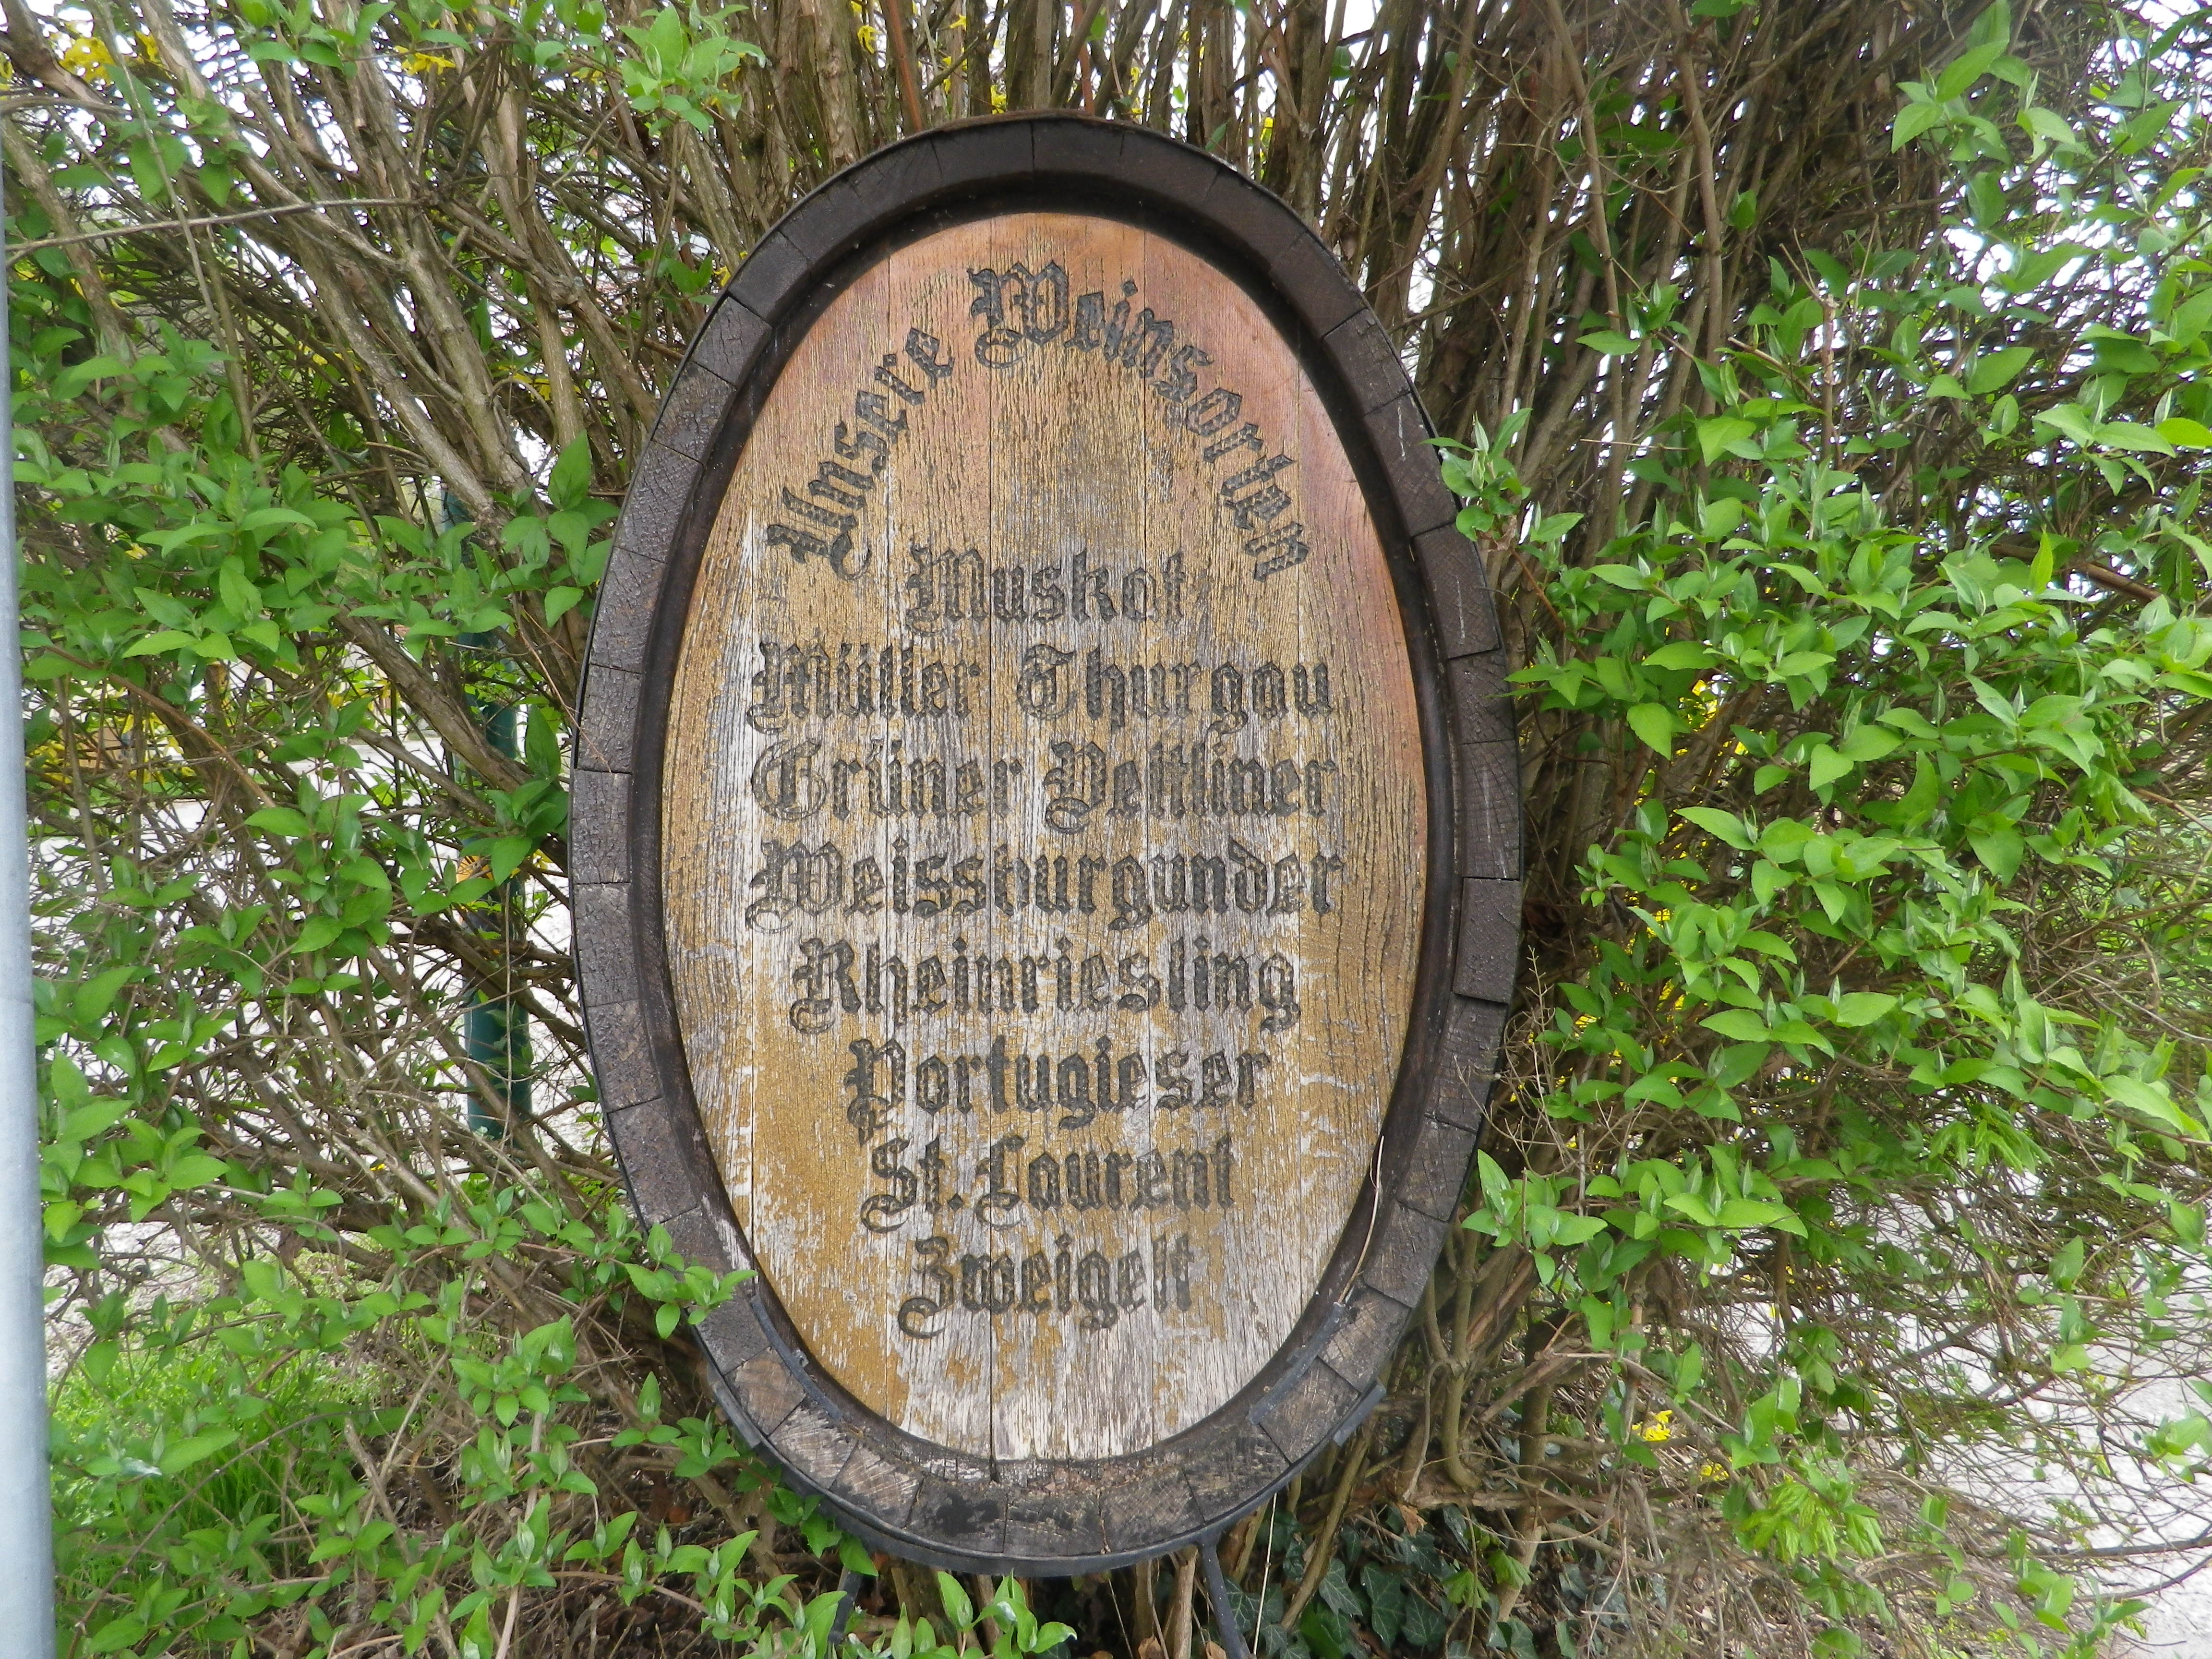 Unsere Weinsorten
Muskat
Müller Thurgau
Grüner Veltliner
Weissburgunder
Rheinriesling
Portugieser
St. Laurent
Zweigelt